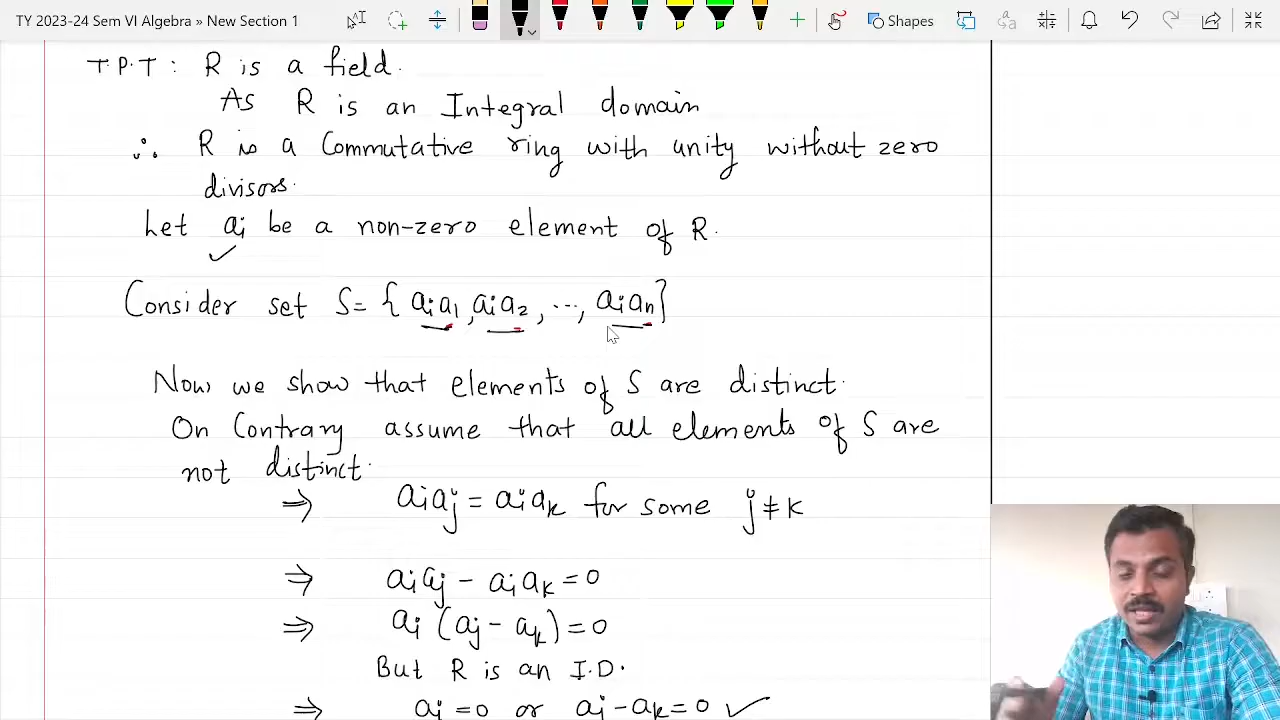 TY 2023-24 Sem VI Algebra » New Section 1
Shapes
T.P.T: R is a field.
As R is an Integral domain
∴ R is a Commutative ring with unity without zero
divisors.
Let aᵢ be a non-zero element of R.
Consider set S = { aᵢa₁, aᵢa₂, ..., aᵢaₙ}
Now we show that elements of S are distinct.
On Contrary assume that all elements of S are
not distinct.
⇒ aᵢaⱼ = aᵢaₖ for some j ≠ k
⇒ aᵢaⱼ - aᵢaₖ = 0
⇒ aᵢ (aⱼ - aₖ) = 0
But R is an I.D.
⇒ aᵢ = 0 or aⱼ - aₖ = 0 ✓